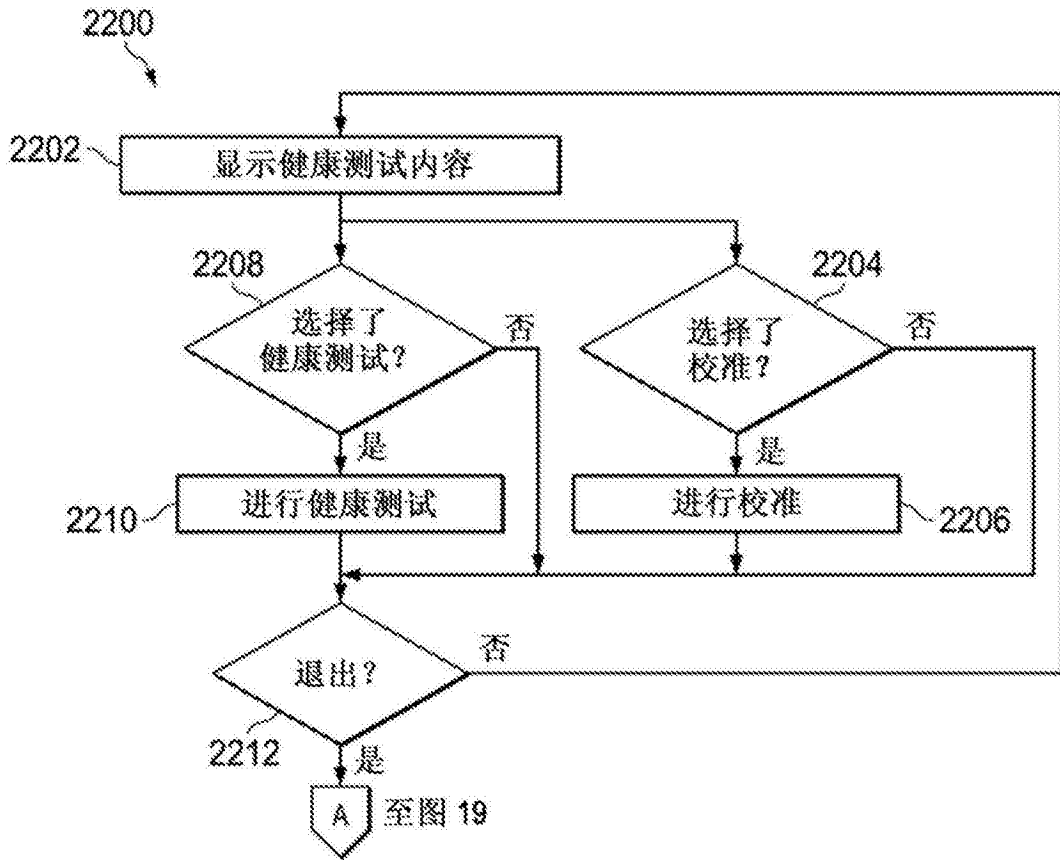 2200
2202
显示健康测试内容
2208
2204
选择了
健康测试?
否
选择了
校准?
否
是
是
2210
进行健康测试
进行校准
2206
退出?
否
2212
是
A
至图 19